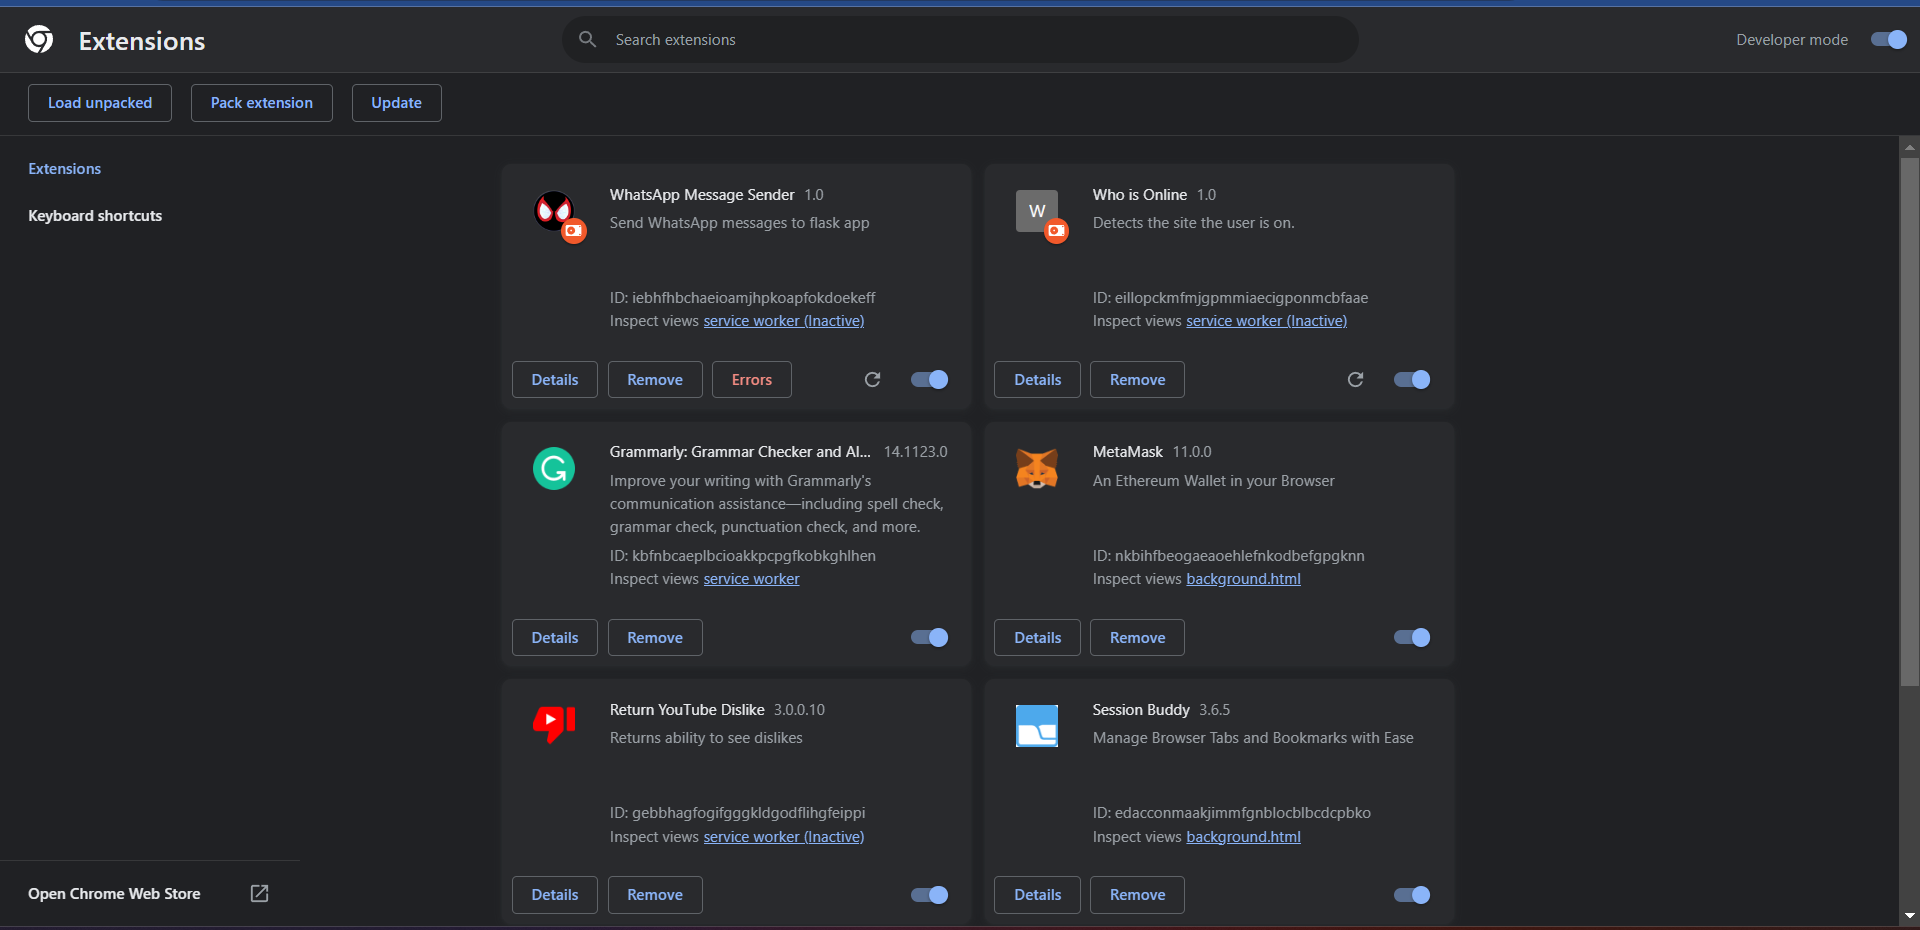 Extensions
Search extensions
Developer mode
Load unpacked
Pack extension
Update
Extensions
Keyboard shortcuts
Open Chrome Web Store
WhatsApp Message Sender 1.0
Send WhatsApp messages to flask app
ID: iebhfhbchaeioamjhpkoapfokdoekeff
Inspect views service worker (Inactive)
Details
Remove
Errors
W
Who is Online 1.0
Detects the site the user is on.
ID: eillopckmfmjgpmmiaecigponmcbfaae
Inspect views service worker (Inactive)
Details
Remove
Grammarly: Grammar Checker and AI... 14.1123.0
Improve your writing with Grammarly's
communication assistance—including spell check,
grammar check, punctuation check, and more.
ID: kbfnbcaeplbcioakkpcpgfkobkghlhen
Inspect views service worker
Details
Remove
MetaMask 11.0.0
An Ethereum Wallet in your Browser
ID: nkbihfbeogaeaoehlefnkodbefgpgknn
Inspect views background.html
Details
Remove
Return YouTube Dislike 3.0.0.10
Returns ability to see dislikes
ID: gebbhagfogifgggkldgodflihgfeippi
Inspect views service worker (Inactive)
Details
Remove
Session Buddy 3.6.5
Manage Browser Tabs and Bookmarks with Ease
ID: edacconmaakjimmfgnblocblbcdcpbko
Inspect views background.html
Details
Remove